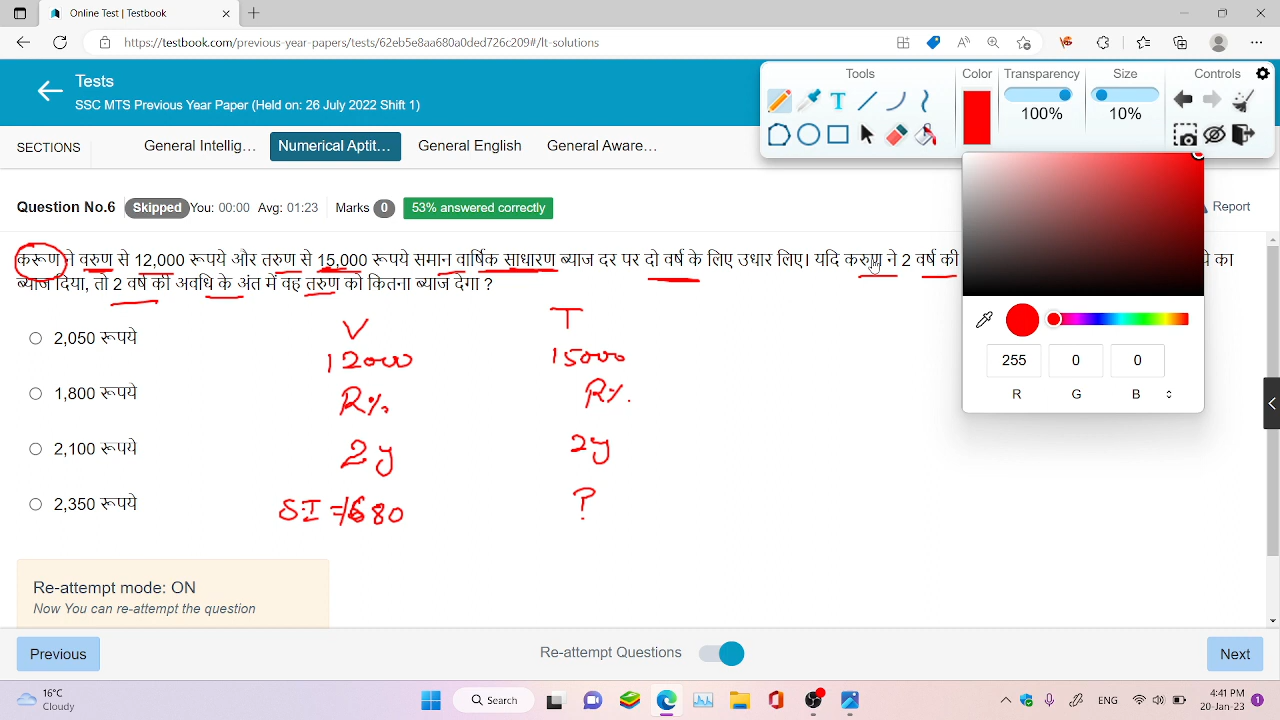 Online Test | Testbook
https://testbook.com/previous-year-papers/tests/62eb5e8aa680a0ded726c209#/lt-solutions
Tests
SSC MTS Previous Year Paper (Held on: 26 July 2022 Shift 1)
Tools
Color
Transparency
Size
Controls
100%
10%
SECTIONS
General Intellig...
Numerical Aptit...
General English
General Aware...
Question No.6
Skipped
You: 00:00 Avg: 01:23
Marks 0
53% answered correctly
Report
करूण ने वरुण से 12,000 रूपये और तरुण से 15,000 रूपये समान वार्षिक साधारण ब्याज दर पर दो वर्ष के लिए उधार लिए। यदि करुण ने 2 वर्ष की का
ब्याज दिया, तो 2 वर्ष की अवधि के अंत में वह तरुण को कितना ब्याज देगा ?
2,050 रूपये
1,800 रूपये
2,100 रूपये
2,350 रूपये
V T
12000 15000
R% R%
2y 2y
S.I = 1680 ?
255 0 0
R G B
Re-attempt mode: ON
Now You can re-attempt the question
Previous
Re-attempt Questions
Next
16°C
Cloudy
Search
ENG
4:41 PM
20-Jan-23
1